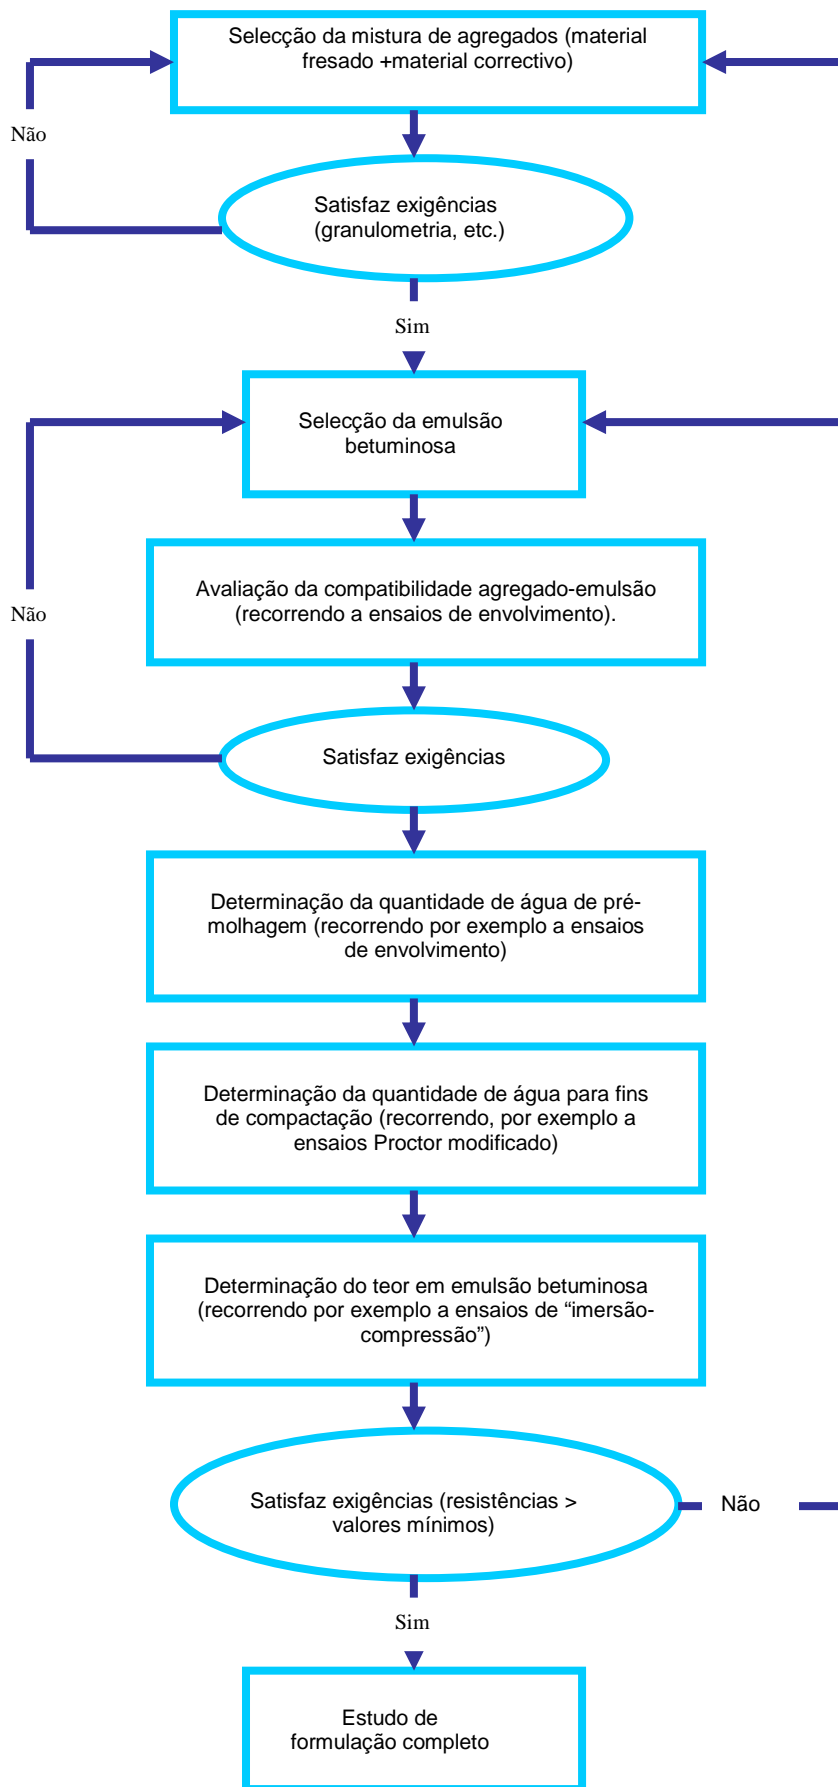 Selecção da mistura de agregados (material
fresado +material correctivo)
Não
Satisfaz exigências
(granulometria, etc.)
Sim
Selecção da emulsão
betuminosa
Avaliação da compatibilidade agregado-emulsão
(recorrendo a ensaios de envolvimento).
Não
Satisfaz exigências
Determinação da quantidade de água de pré-
molhagem (recorrendo por exemplo a ensaios
de envolvimento)
Determinação da quantidade de água para fins
de compactação (recorrendo, por exemplo a
ensaios Proctor modificado)
Determinação do teor em emulsão betuminosa
(recorrendo por exemplo a ensaios de “imersão-
compressão”)
Satisfaz exigências (resistências >
valores mínimos)
Não
Sim
Estudo de
formulação completo